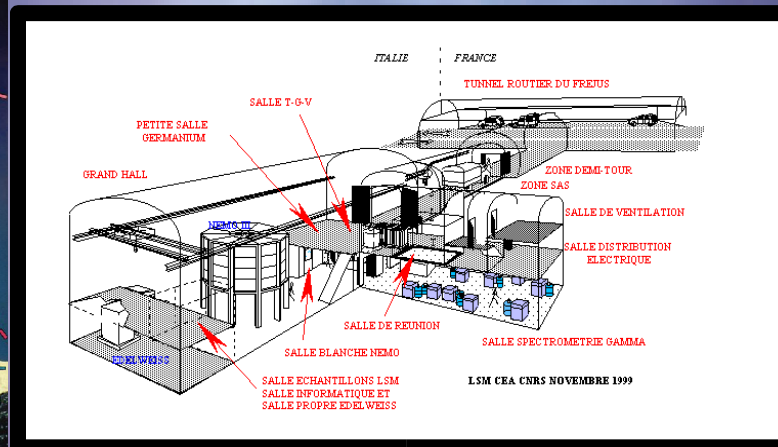 ITALIE
FRANCE
TUNNEL ROUTIER DU FREJUS
SALLE T-G-V
PETITE SALLE
GERMANIUM
GRAND HALL
ZONE DEMI-TOUR
ZONE SAS
NEMO III
SALLE DE VENTILATION
SALLE DISTRIBUTION
ELECTRIQUE
SALLE DE REUNION
SALLE SPECTROMETRIE GAMMA
SALLE BLANCHE NEMO
EDELWEISS
SALLE ECHANTILLONS LSM
SALLE INFORMATIQUE ET
SALLE PROPRE EDELWEISS
LSM CEA CNRS NOVEMBRE 1999